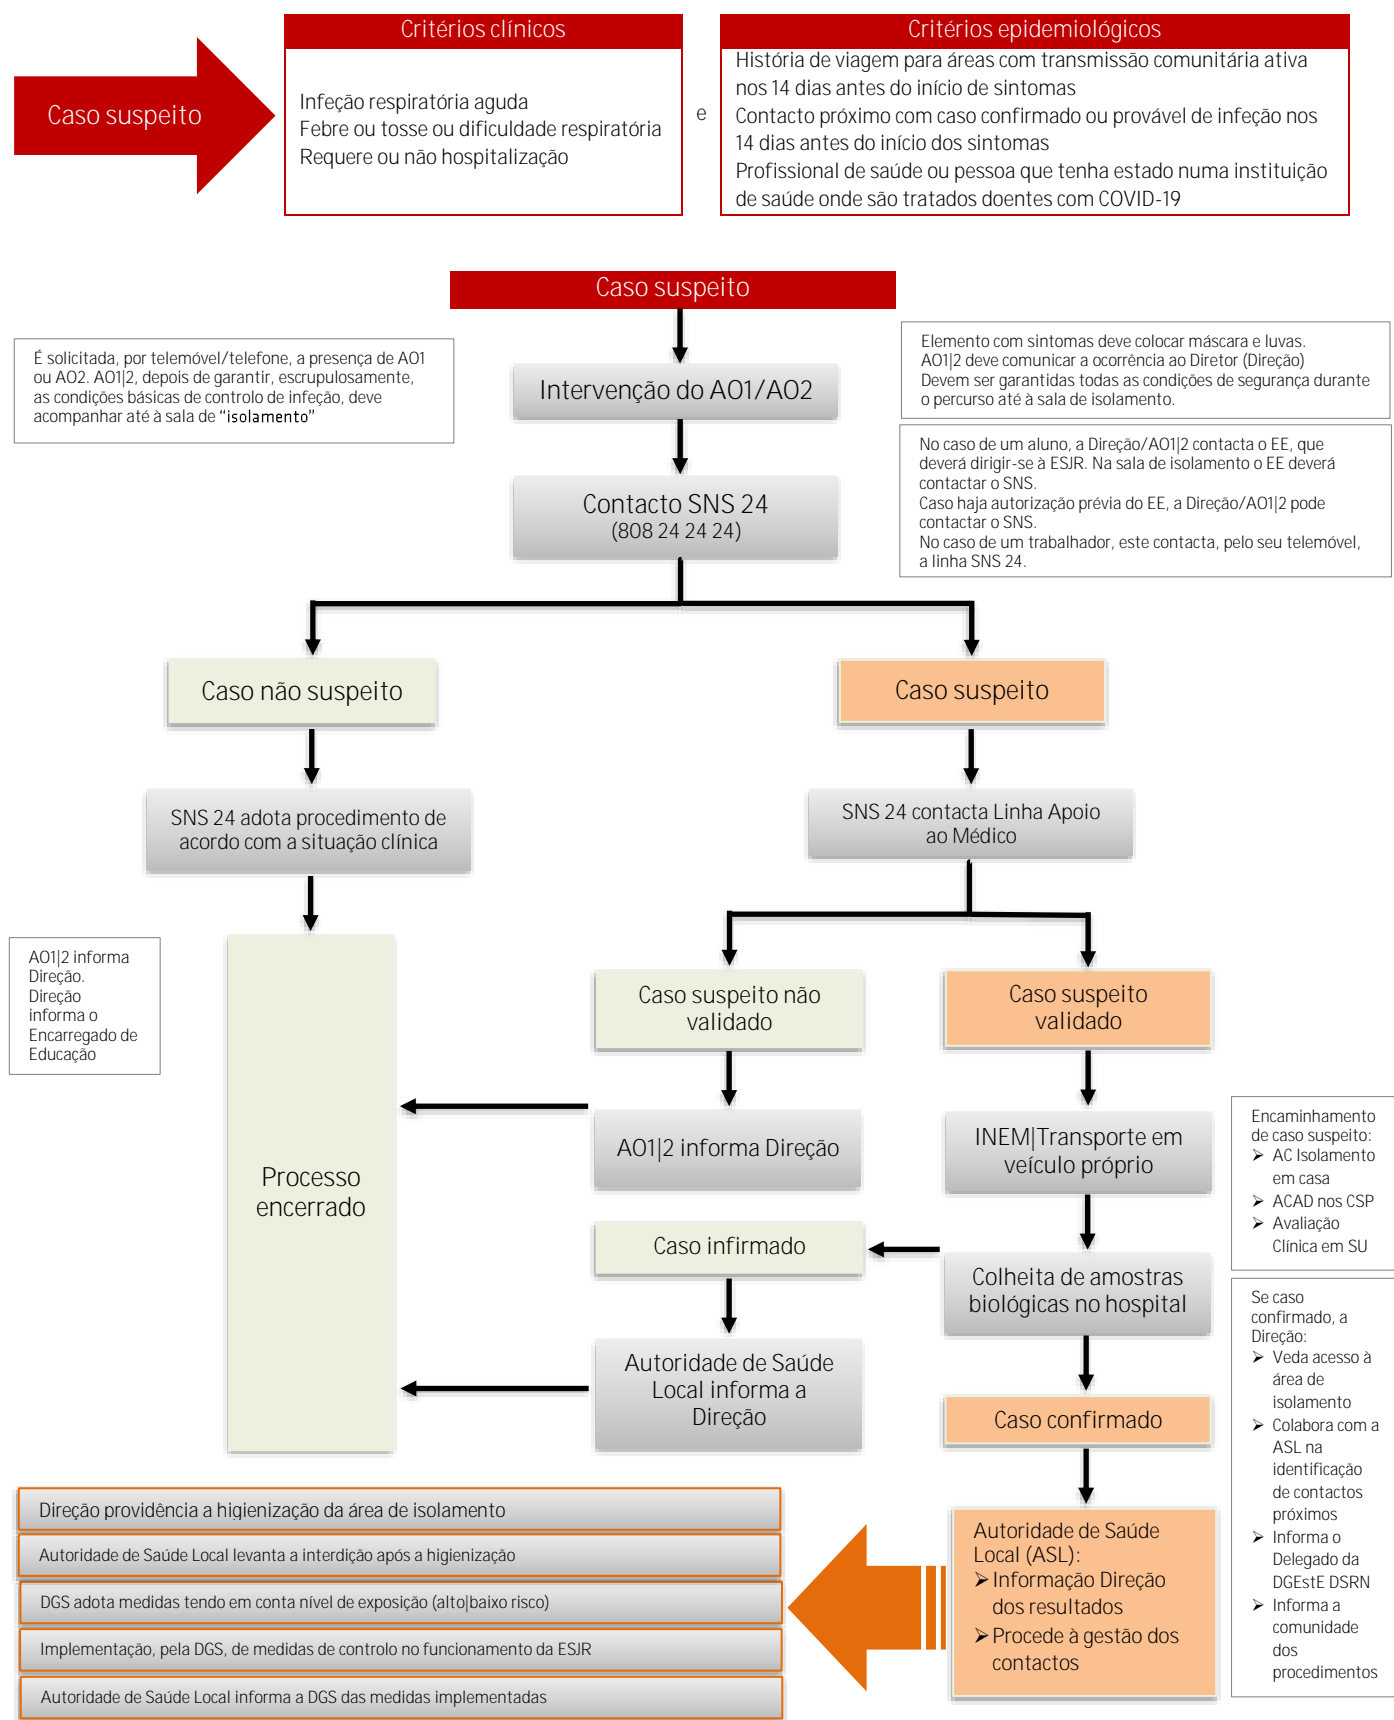 Caso suspeito
Critérios clínicos
Infeção respiratória aguda
Febre ou tosse ou dificuldade respiratória
Requere ou não hospitalização
e
Critérios epidemiológicos
História de viagem para áreas com transmissão comunitária ativa
nos 14 dias antes do início de sintomas
Contacto próximo com caso confirmado ou provável de infeção nos
14 dias antes do início dos sintomas
Profissional de saúde ou pessoa que tenha estado numa instituição
de saúde onde são tratados doentes com COVID-19
Caso suspeito
É solicitada, por telemóvel/telefone, a presença de AO1
ou AO2. AO1|2, depois de garantir, escrupulosamente,
as condições básicas de controlo de infeção, deve
acompanhar até à sala de “isolamento”
Intervenção do AO1/AO2
Elemento com sintomas deve colocar máscara e luvas.
AO1|2 deve comunicar a ocorrência ao Diretor (Direção)
Devem ser garantidas todas as condições de segurança durante
o percurso até à sala de isolamento.
Contacto SNS 24
(808 24 24 24)
No caso de um aluno, a Direção/AO1|2 contacta o EE, que
deverá dirigir-se à ESJR. Na sala de isolamento o EE deverá
contactar o SNS.
Caso haja autorização prévia do EE, a Direção/AO1|2 pode
contactar o SNS.
No caso de um trabalhador, este contacta, pelo seu telemóvel,
a linha SNS 24.
Caso não suspeito
Caso suspeito
SNS 24 adota procedimento de
acordo com a situação clínica
SNS 24 contacta Linha Apoio
ao Médico
AO1|2 informa
Direção.
Direção
informa o
Encarregado de
Educação
Caso suspeito não
validado
Caso suspeito
validado
Processo
encerrado
AO1|2 informa Direção
INEM|Transporte em
veículo próprio
Encaminhamento
de caso suspeito:
➢ AC Isolamento
em casa
➢ ACAD nos CSP
➢ Avaliação
Clínica em SU
Caso infirmado
Colheita de amostras
biológicas no hospital
Autoridade de Saúde
Local informa a
Direção
Caso confirmado
Se caso
confirmado, a
Direção:
➢ Veda acesso à
área de
isolamento
➢ Colabora com a
ASL na
identificação
de contactos
próximos
➢ Informa o
Delegado da
DGEstE DSRN
➢ Informa a
comunidade
dos
procedimentos
Autoridade de Saúde
Local (ASL):
➢ Informação Direção
dos resultados
➢ Procede à gestão dos
contactos
Direção providência a higienização da área de isolamento
Autoridade de Saúde Local levanta a interdição após a higienização
DGS adota medidas tendo em conta nível de exposição (alto|baixo risco)
Implementação, pela DGS, de medidas de controlo no funcionamento da ESJR
Autoridade de Saúde Local informa a DGS das medidas implementadas